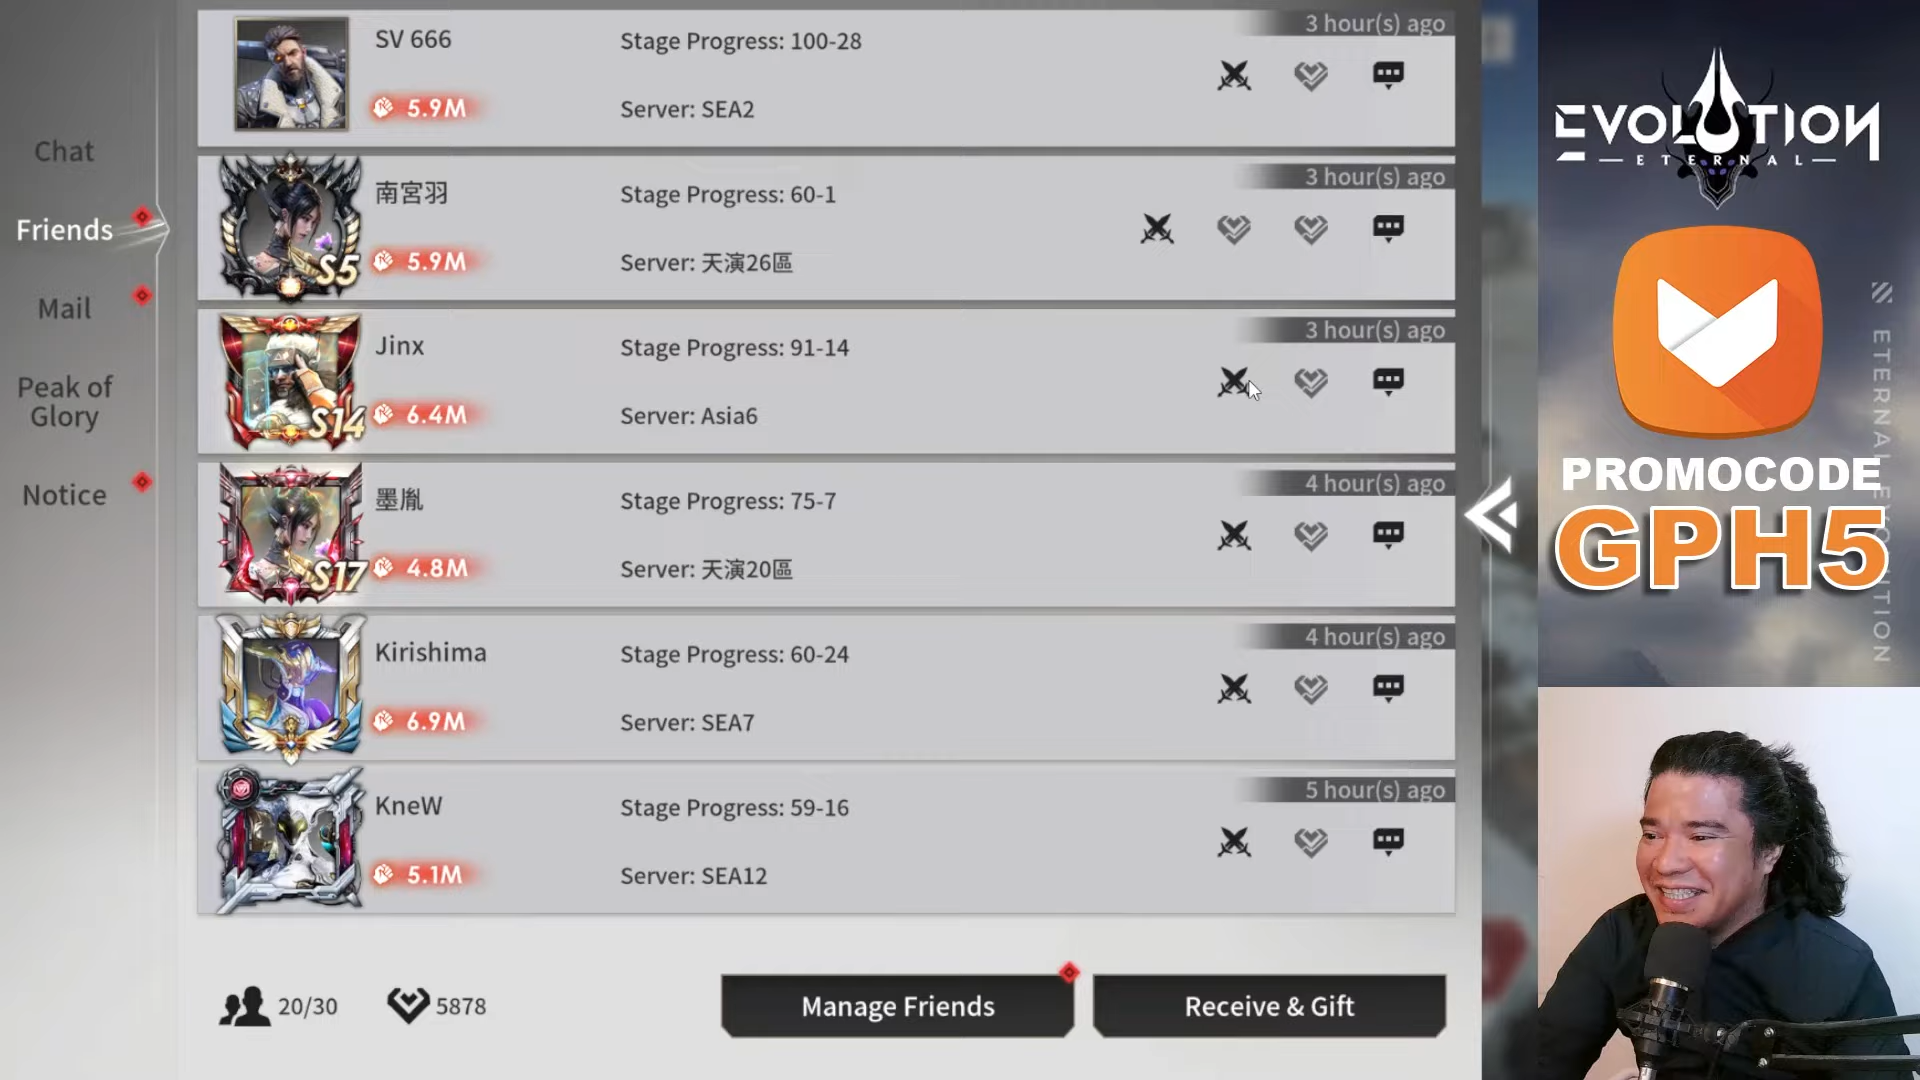 Chat
Friends
Mail
Peak of
Glory
Notice
SV 666
5.9M
Stage Progress: 100-28
Server: SEA2
3 hour(s) ago
南宮羽
S5
5.9M
Stage Progress: 60-1
Server: 天演26區
3 hour(s) ago
Jinx
S14
6.4M
Stage Progress: 91-14
Server: Asia6
3 hour(s) ago
墨胤
S17
4.8M
Stage Progress: 75-7
Server: 天演20區
4 hour(s) ago
Kirishima
6.9M
Stage Progress: 60-24
Server: SEA7
4 hour(s) ago
KneW
5.1M
Stage Progress: 59-16
Server: SEA12
5 hour(s) ago
20/30
5878
Manage Friends
Receive & Gift
EVOLUTION
ETERNAL
PROMOCODE
GPH5
ETERNAL EVOLUTION